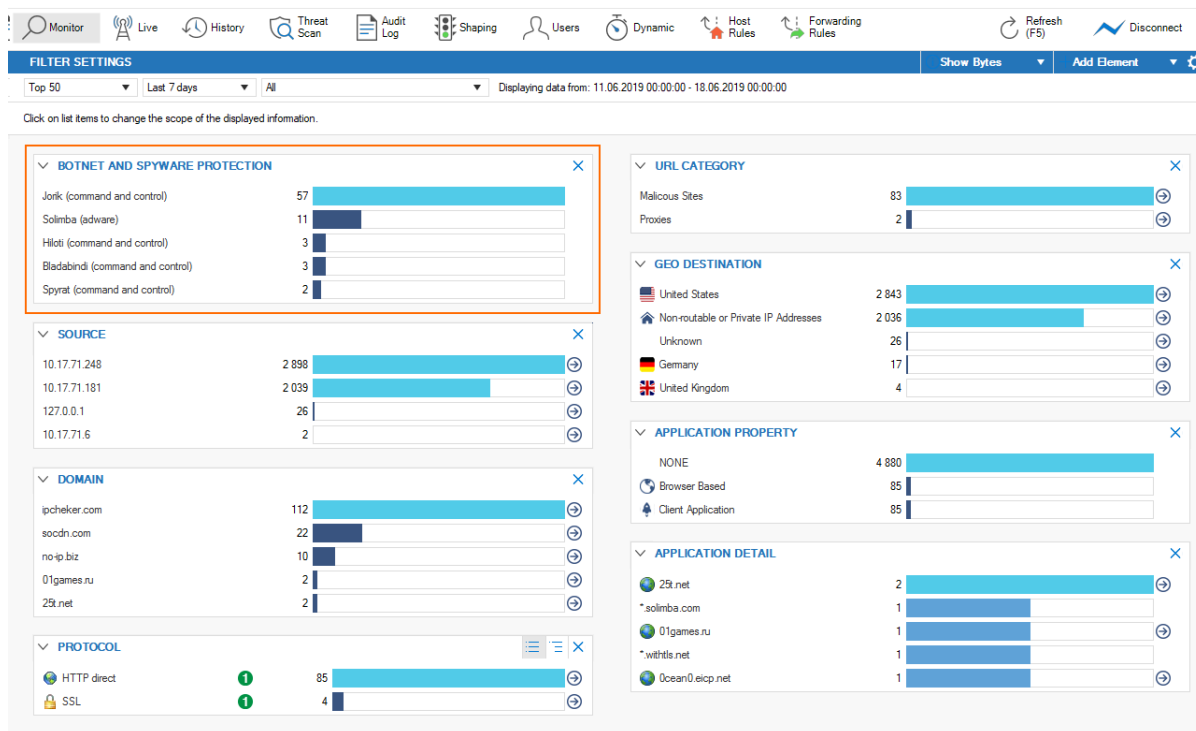 Monitor
Live
History
Threat Scan
Audit Log
Shaping
Users
Dynamic
Host Rules
Forwarding Rules
Refresh (F5)
Disconnect
FILTER SETTINGS
Show Bytes
Add Element
Top 50
Last 7 days
All
Displaying data from: 11.06.2019 00:00:00 - 18.06.2019 00:00:00
Click on list items to change the scope of the displayed information.
BOTNET AND SPYWARE PROTECTION
Jorik (command and control) 57
Solimba (adware) 11
Hiloti (command and control) 3
Bladabindi (command and control) 3
Spyrat (command and control) 2
SOURCE
10.17.71.248 2 898
10.17.71.181 2 039
127.0.0.1 26
10.17.71.6 2
DOMAIN
ipcheker.com 112
socdn.com 22
no-ip.biz 10
01games.ru 2
25t.net 2
PROTOCOL
HTTP direct 1 85
SSL 1 4
URL CATEGORY
Malicous Sites 83
Proxies 2
GEO DESTINATION
United States 2 843
Non-routable or Private IP Addresses 2 036
Unknown 26
Germany 17
United Kingdom 4
APPLICATION PROPERTY
NONE 4 880
Browser Based 85
Client Application 85
APPLICATION DETAIL
25t.net 2
*.solimba.com 1
01games.ru 1
*.withtls.net 1
0cean0.eicp.net 1